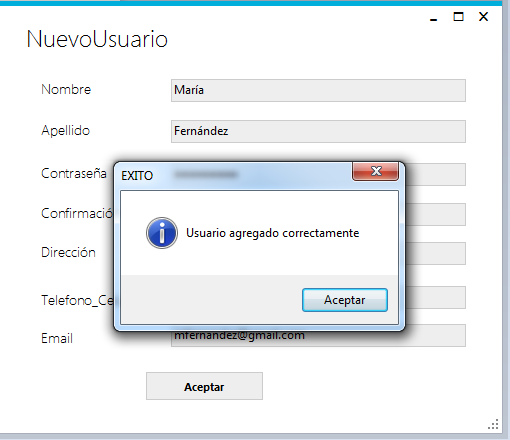 NuevoUsuario
Nombre
María
Apellido
Fernández
Contraseña
EXITO
Confirmació
Usuario agregado correctamente
Dirección
Aceptar
Telefono_Ce
Email
mfernandez@gmail.com
Aceptar